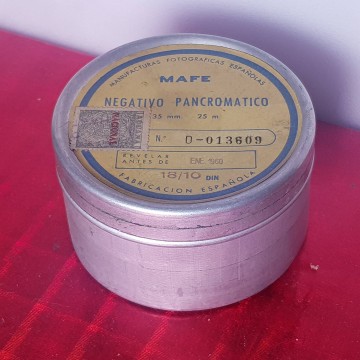 MANUFACTURAS FOTOGRAFICAS ESPAÑOLAS
MAFE
NEGATIVO PANCROMATICO
35 mm 25 m.
Nº D-013609
REVELAR
ANTES DE ENE 1960
18/10 DIN
FABRICACION ESPAÑOLA